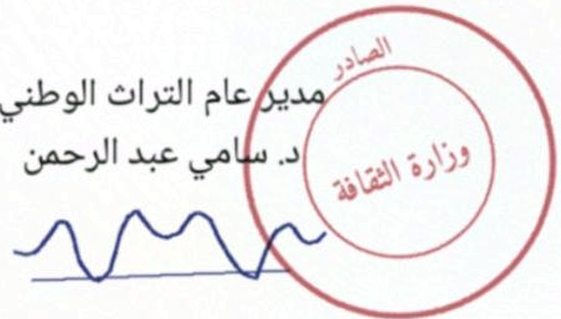 مدير عام التراث الوطني
د. سامي عبد الرحمن
الصادر
وزارة الثقافة